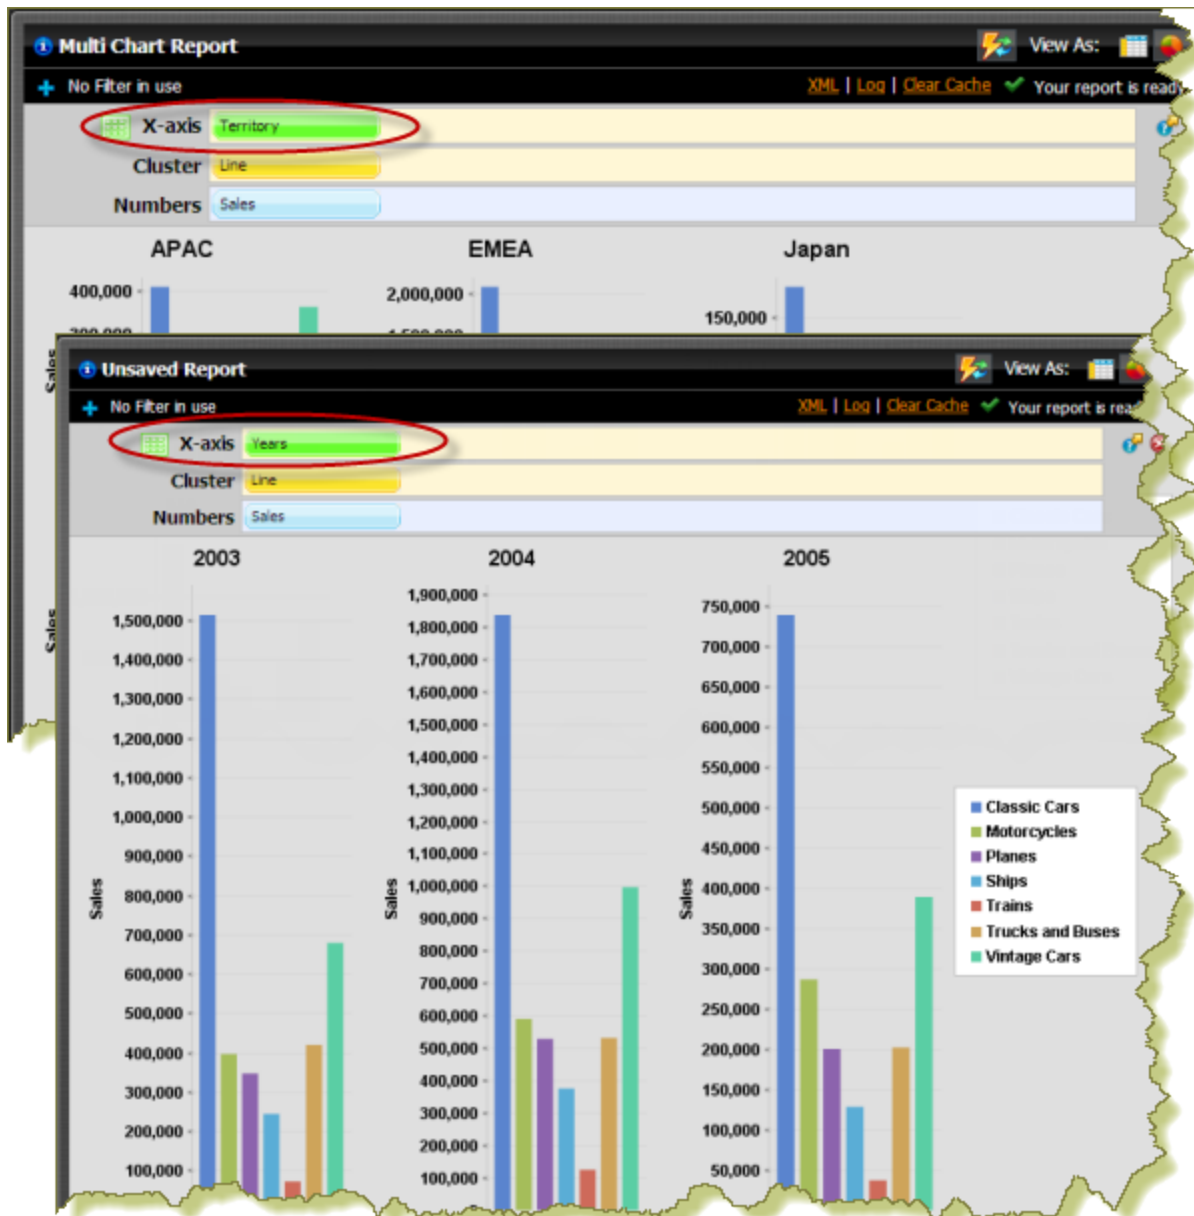 Multi Chart Report
View As:
No Filter in use
XML | Log | Clear Cache
Your report is ready
X-axis Territory
Cluster Line
Numbers Sales
APAC EMEA Japan
400,000
2,000,000
150,000
Sales
Unsaved Report
View As:
No Filter in use
XML | Log | Clear Cache
Your report is rea
X-axis Years
Cluster Line
Numbers Sales
2003
1,500,000
1,400,000
1,300,000
1,200,000
1,100,000
1,000,000
900,000
800,000
700,000
600,000
500,000
400,000
300,000
200,000
100,000
Sales
2004
1,900,000
1,800,000
1,700,000
1,600,000
1,500,000
1,400,000
1,300,000
1,200,000
1,100,000
1,000,000
900,000
800,000
700,000
600,000
500,000
400,000
300,000
200,000
100,000
Sales
2005
750,000
700,000
650,000
600,000
550,000
500,000
450,000
400,000
350,000
300,000
250,000
200,000
150,000
100,000
50,000
Sales
Classic Cars
Motorcycles
Planes
Ships
Trains
Trucks and Buses
Vintage Cars